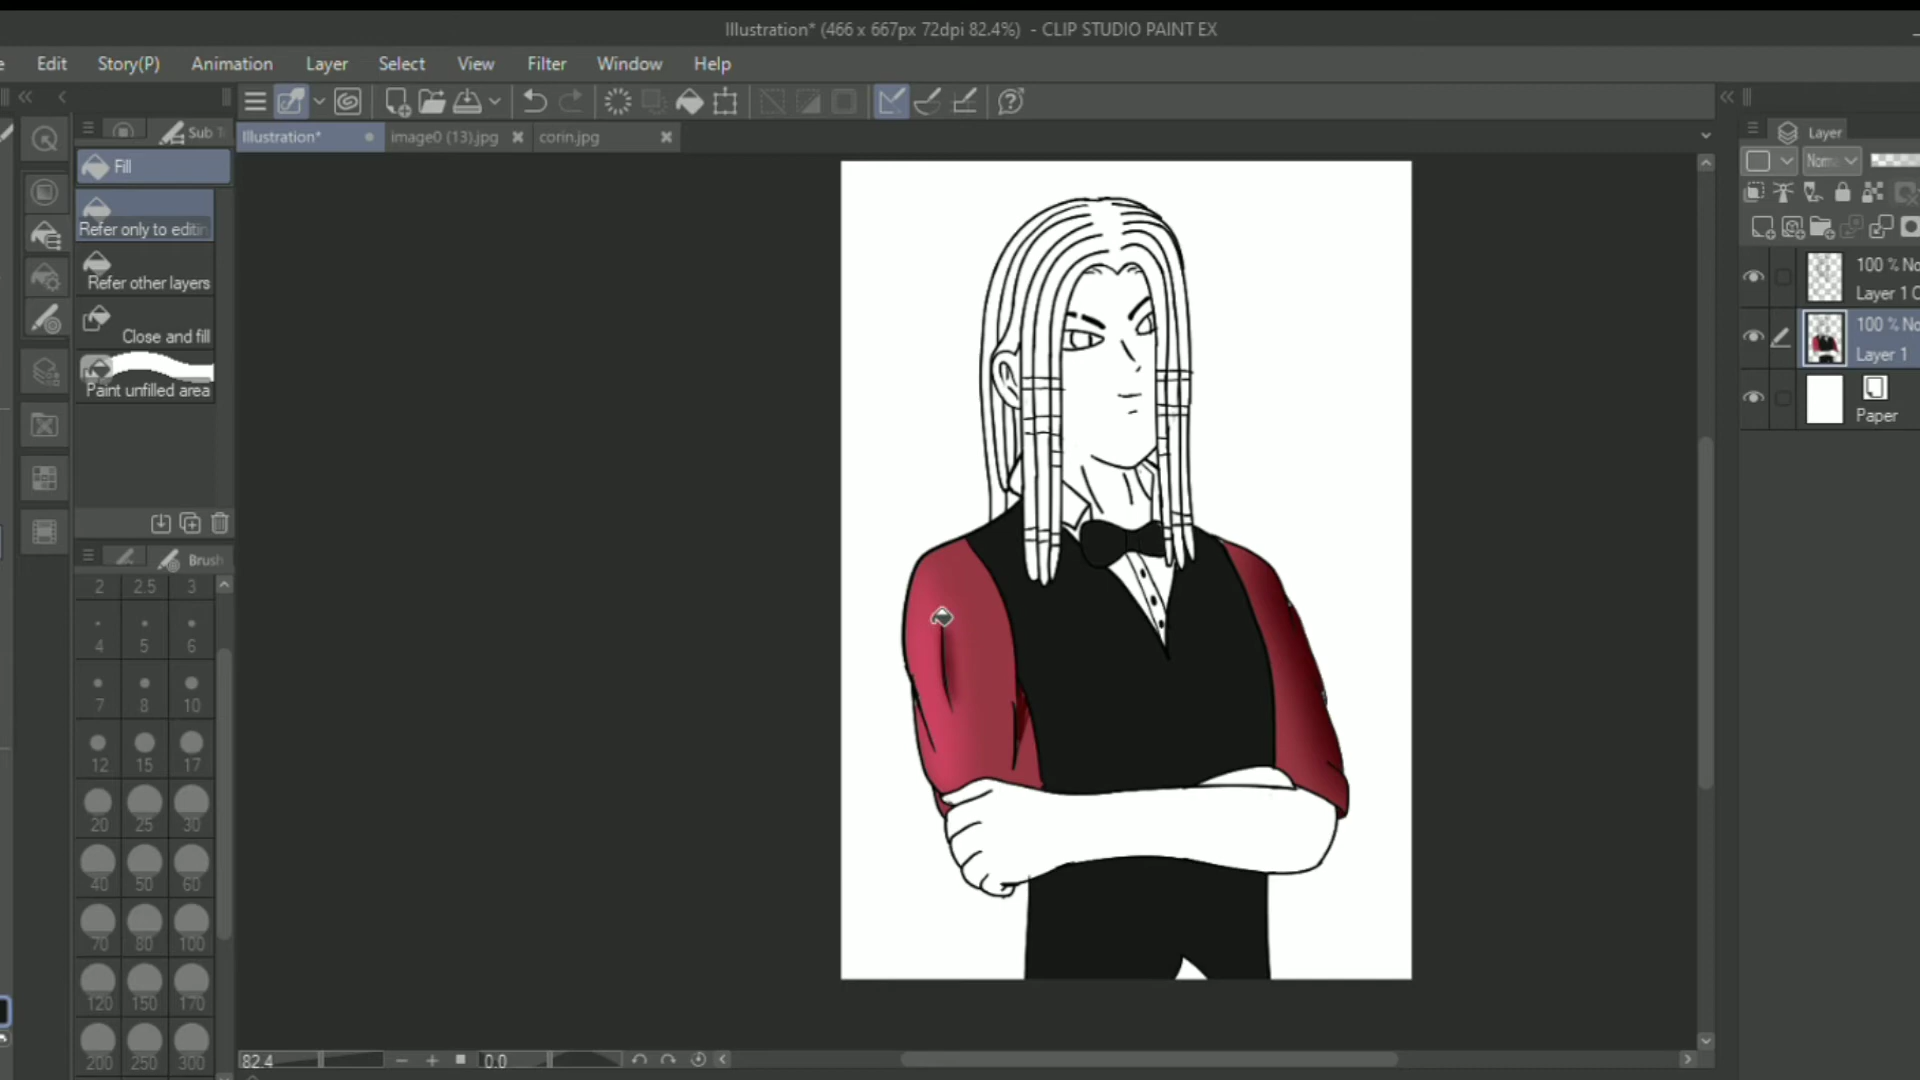 Illustration* (466 x 667px 72dpi 82.4%) - CLIP STUDIO PAINT EX
Edit Story(P) Animation Layer Select View Filter Window Help
Layer
Sub T
Illustration* image0 (13).jpg corin.jpg
Fill
Norm
Refer only to editin
Refer other layers
Close and fill
Paint unfilled area
100 % No
Layer 1 C
100 % No
Layer 1
Paper
Brush
2 2.5 3
4 5 6
7 8 10
12 15 17
20 25 30
40 50 60
70 80 100
120 150 170
200 250 300
82.4 0.0